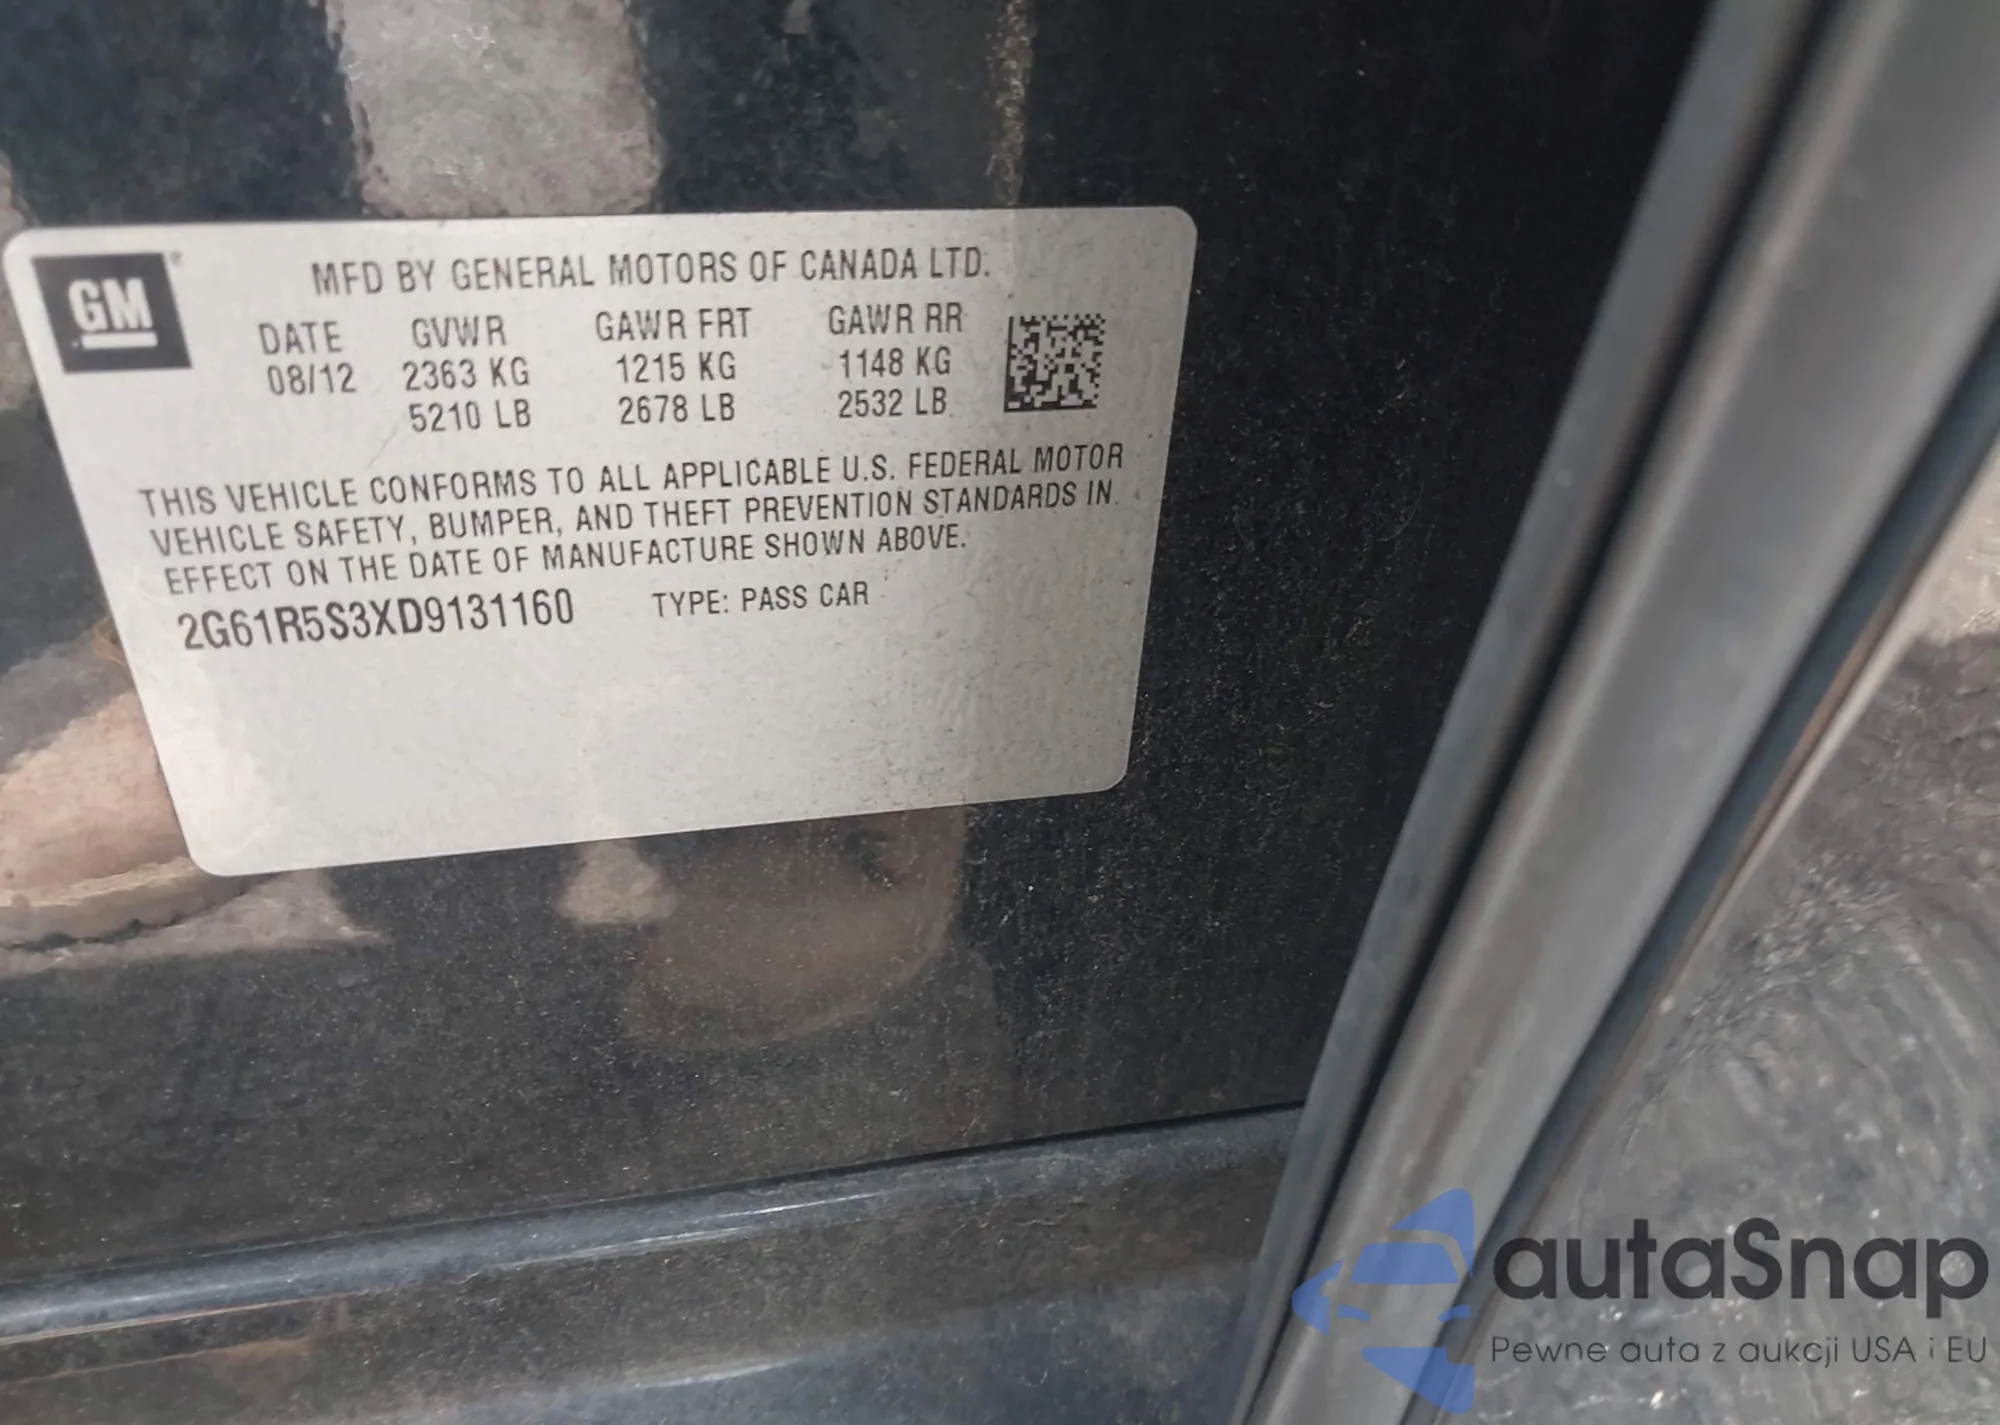 GM
MFD BY GENERAL MOTORS OF CANADA LTD.
DATE GVWR GAWR FRT GAWR RR
08/12 2363 KG 1215 KG 1148 KG
5210 LB 2678 LB 2532 LB
THIS VEHICLE CONFORMS TO ALL APPLICABLE U.S. FEDERAL MOTOR
VEHICLE SAFETY, BUMPER, AND THEFT PREVENTION STANDARDS IN
EFFECT ON THE DATE OF MANUFACTURE SHOWN ABOVE.
2G61R5S3XD9131160 TYPE: PASS CAR
autaSnap
Pewne auta z aukcji USA i EU